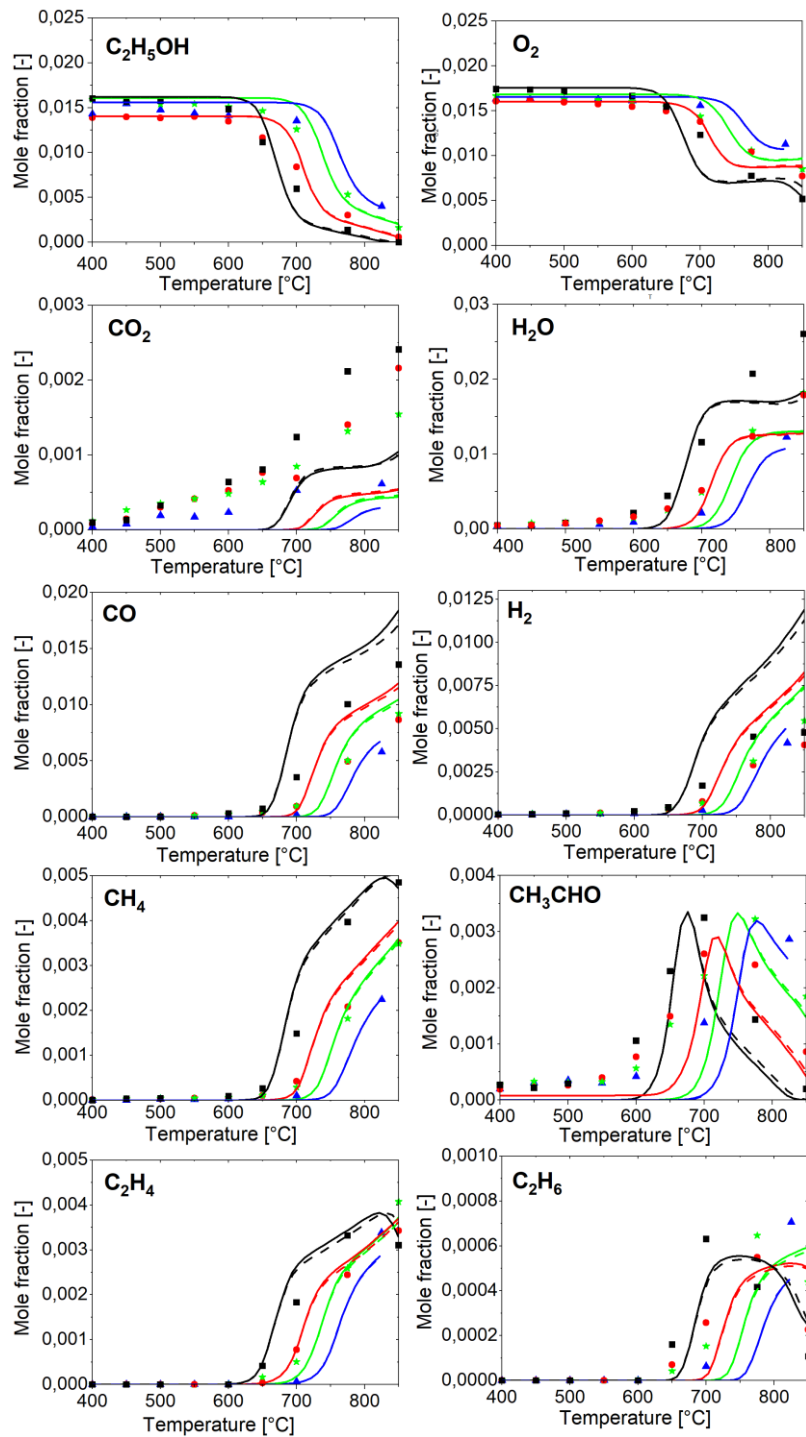 C₂H₅OH
Mole fraction [-]
0,025
0,020
0,015
0,010
0,005
0,000
400 500 600 700 800
Temperature [°C]
O₂
Mole fraction [-]
0,025
0,020
0,015
0,010
0,005
0,000
400 500 600 700 800
Temperature [°C]
CO₂
Mole fraction [-]
0,003
0,002
0,001
0,000
400 500 600 700 800
Temperature [°C]
H₂O
Mole fraction [-]
0,03
0,02
0,01
0,00
400 500 600 700 800
Temperature [°C]
CO
Mole fraction [-]
0,020
0,015
0,010
0,005
0,000
400 500 600 700 800
Temperature [°C]
H₂
Mole fraction [-]
0,0125
0,0100
0,0075
0,0050
0,0025
0,0000
400 500 600 700 800
Temperature [°C]
CH₄
Mole fraction [-]
0,005
0,004
0,003
0,002
0,001
0,000
400 500 600 700 800
Temperature [°C]
CH₃CHO
Mole fraction [-]
0,004
0,003
0,002
0,001
0,000
400 500 600 700 800
Temperature [°C]
C₂H₄
Mole fraction [-]
0,005
0,004
0,003
0,002
0,001
0,000
400 500 600 700 800
Temperature [°C]
C₂H₆
Mole fraction [-]
0,0010
0,0008
0,0006
0,0004
0,0002
0,0000
400 500 600 700 800
Temperature [°C]